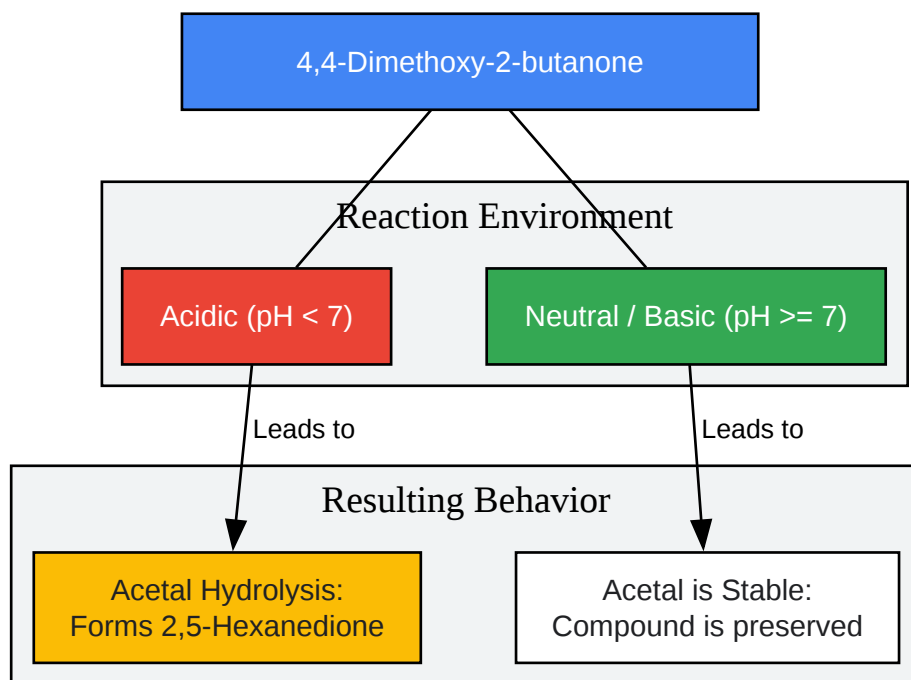 4,4-Dimethoxy-2-butanone
Reaction Environment
Acidic (pH < 7)
Neutral / Basic (pH >= 7)
Leads to
Leads to
Resulting Behavior
Acetal Hydrolysis:
Forms 2,5-Hexanedione
Acetal is Stable:
Compound is preserved